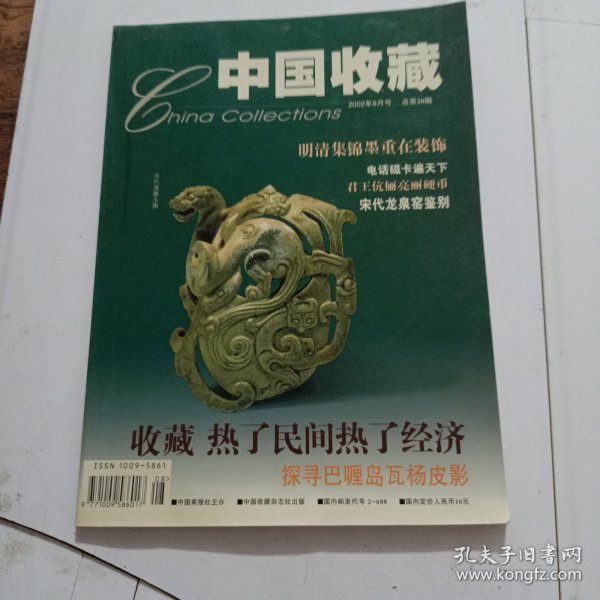 中国收藏
China Collections
2002年8月号 总第20期
明清集锦墨重在装饰
电话磁卡遍天下
君王伉俪亮丽硬币
宋代龙泉窑鉴别
收藏 热了民间热了经济
探寻巴喱岛瓦杨皮影
ISSN 1009-5861
08>
9 771009 586017
■中国商报社主办 ■中国收藏杂志社出版 ■国内邮发代号 2-688 ■国内定价人民币10元
孔夫子旧书网
www.kongfz.com